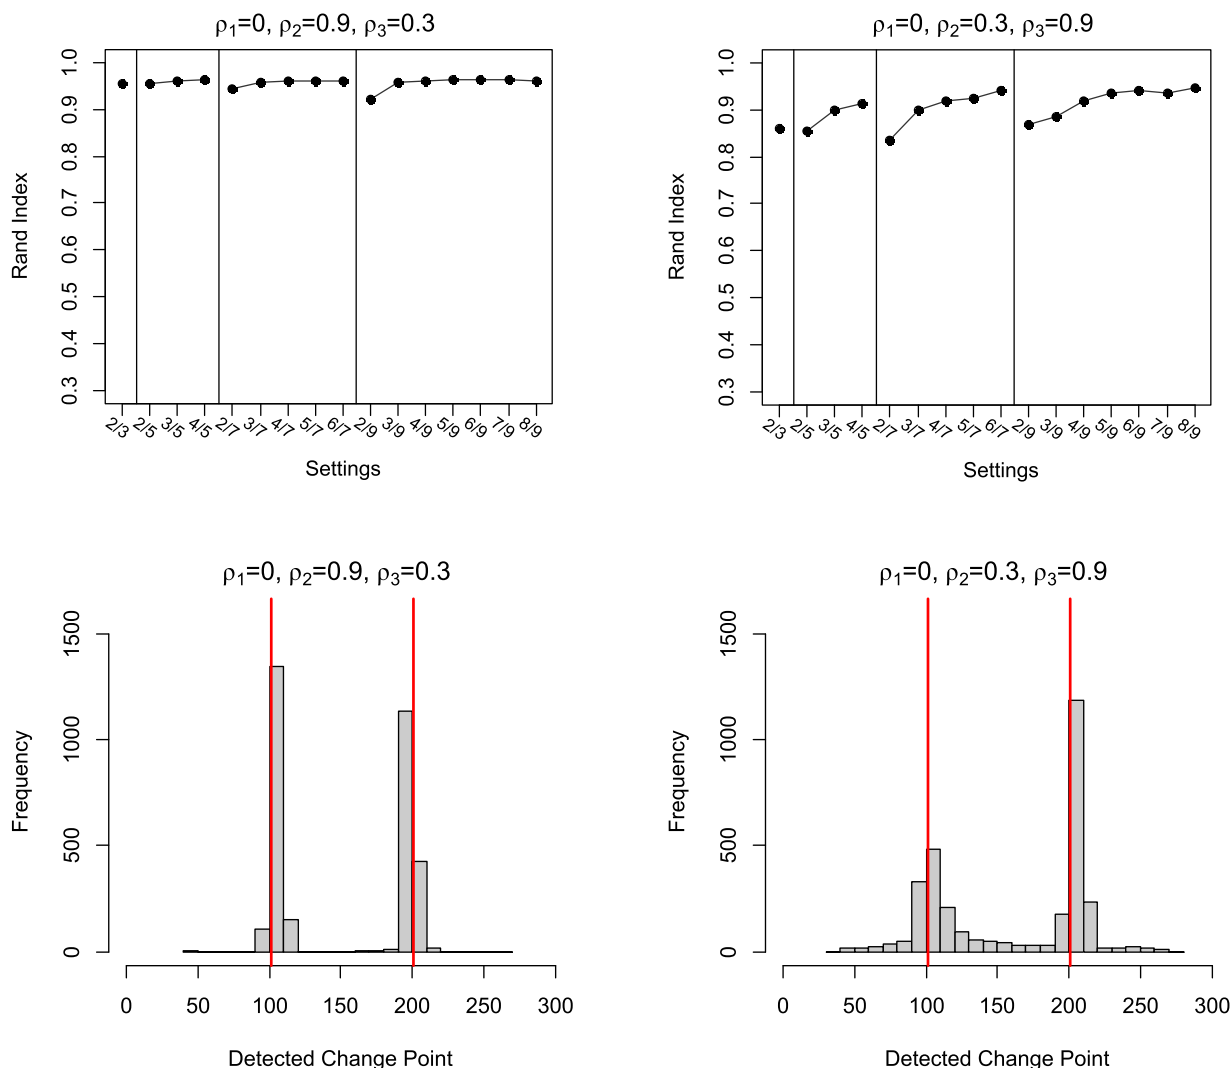 ρ1=0, ρ2=0.9, ρ3=0.3
Rand Index
1.0
0.9
0.8
0.7
0.6
0.5
0.4
0.3
2/3 2/5 3/5 4/5 2/7 3/7 4/7 5/7 6/7 2/9 3/9 4/9 5/9 6/9 7/9 8/9
Settings
ρ1=0, ρ2=0.3, ρ3=0.9
Rand Index
1.0
0.9
0.8
0.7
0.6
0.5
0.4
0.3
2/3 2/5 3/5 4/5 2/7 3/7 4/7 5/7 6/7 2/9 3/9 4/9 5/9 6/9 7/9 8/9
Settings
ρ1=0, ρ2=0.9, ρ3=0.3
Frequency
1500
1000
500
0
0 50 100 150 200 250 300
Detected Change Point
ρ1=0, ρ2=0.3, ρ3=0.9
Frequency
1500
1000
500
0
0 50 100 150 200 250 300
Detected Change Point